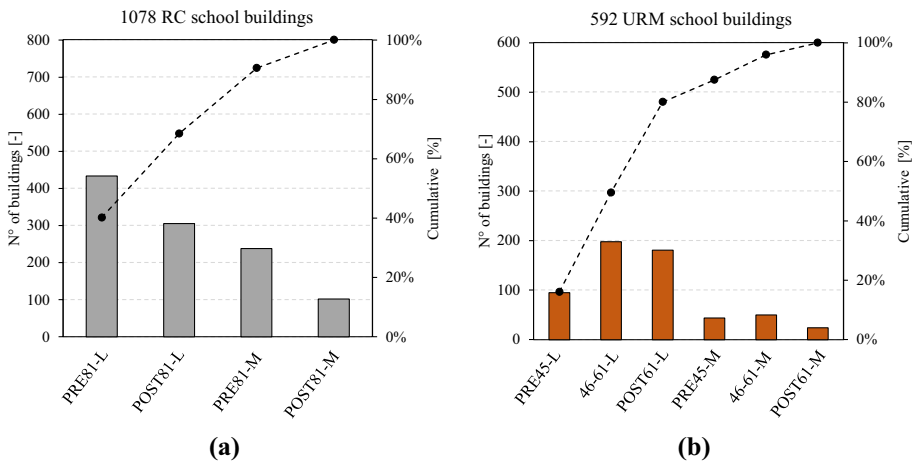 1078 RC school buildings
800
700
600
500
400
300
200
100
0
N° of buildings [-]
100%
80%
60%
40%
20%
0%
Cumulative [%]
PRE81-L
POST81-L
PRE81-M
POST81-M
(a)
592 URM school buildings
600
500
400
300
200
100
0
N° of buildings [-]
100%
80%
60%
40%
20%
0%
Cumulative [%]
PRE45-L
46-61-L
POST61-L
PRE45-M
46-61-M
POST61-M
(b)